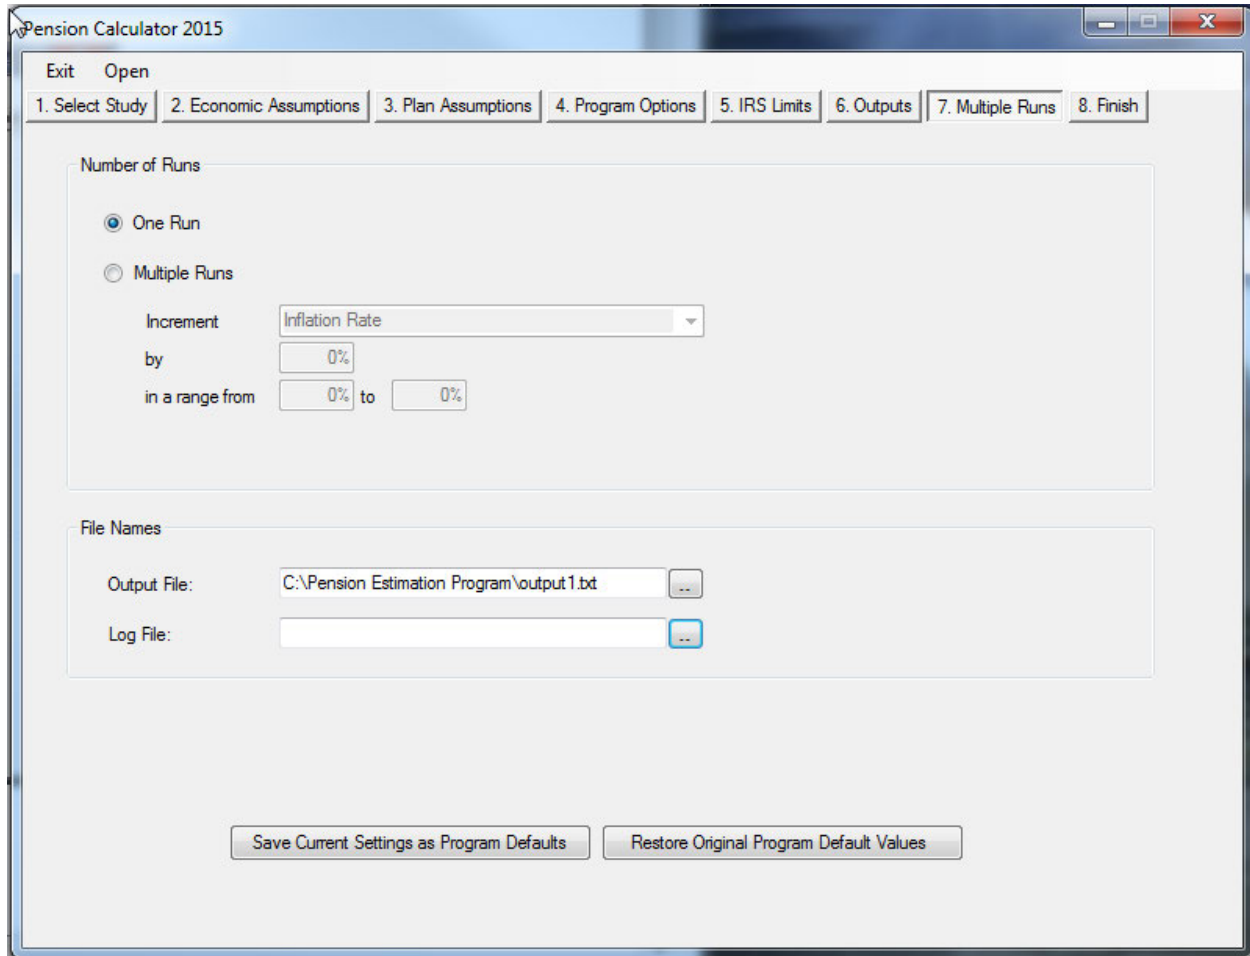 Pension Calculator 2015
X
Exit Open
1. Select Study 2. Economic Assumptions 3. Plan Assumptions 4. Program Options 5. IRS Limits 6. Outputs 7. Multiple Runs 8. Finish
Number of Runs
One Run
Multiple Runs
Increment Inflation Rate
by 0%
in a range from 0% to 0%
File Names
Output File: C:\Pension Estimation Program\output1.txt ..
Log File: ..
Save Current Settings as Program Defaults Restore Original Program Default Values